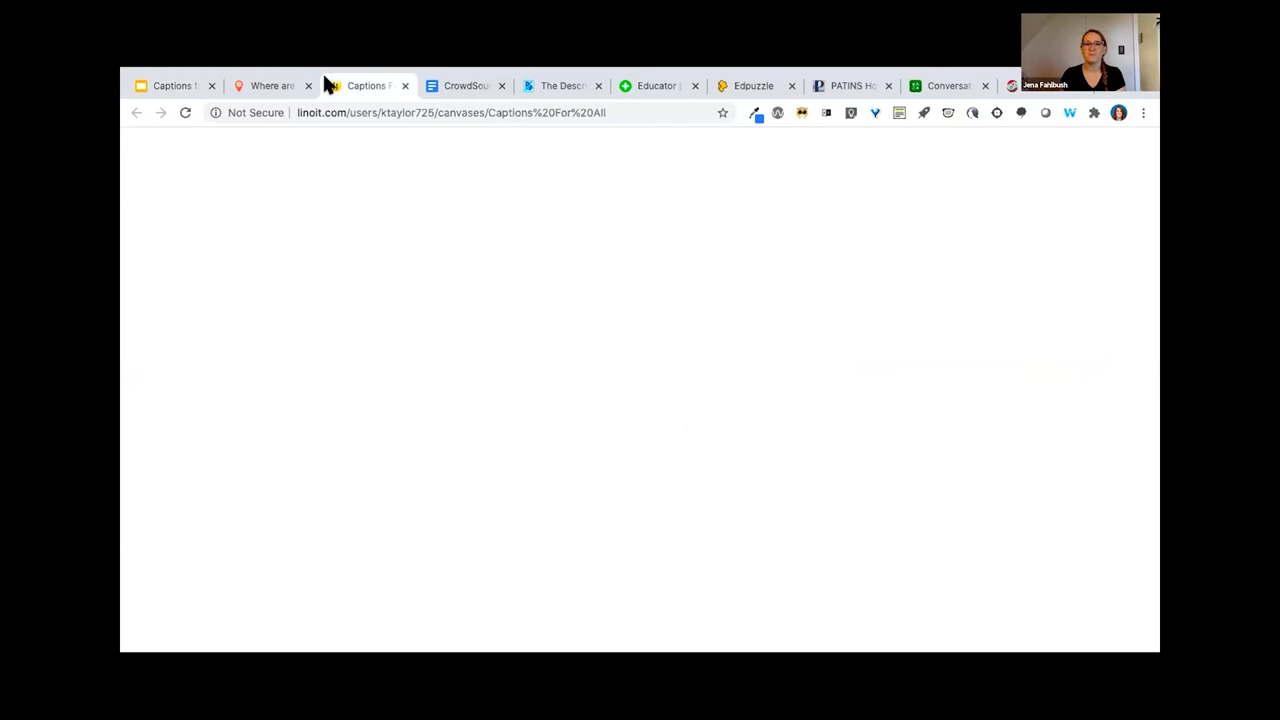 Captions f
Where are
Captions F
CrowdSou
The Descri
Educator |
Edpuzzle
PATINS Ho
Conversat
Jena Fahlbush
Not Secure
linoit.com/users/ktaylor725/canvases/Captions%20For%20All